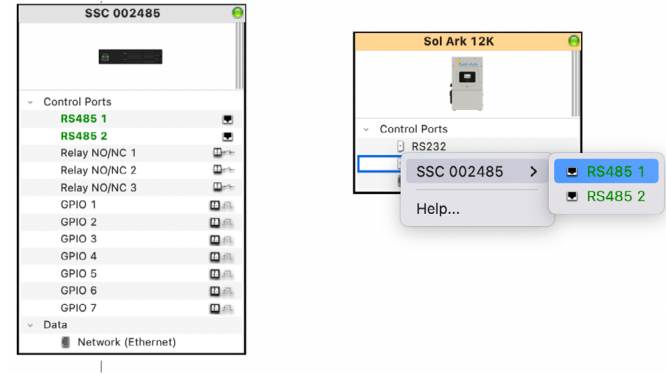 SSC 002485
Control Ports
RS485 1
RS485 2
Relay NO/NC 1
Relay NO/NC 2
Relay NO/NC 3
GPIO 1
GPIO 2
GPIO 3
GPIO 4
GPIO 5
GPIO 6
GPIO 7
Data
Network (Ethernet)
Sol Ark 12K
Control Ports
RS232
SSC 002485
Help...
RS485 1
RS485 2